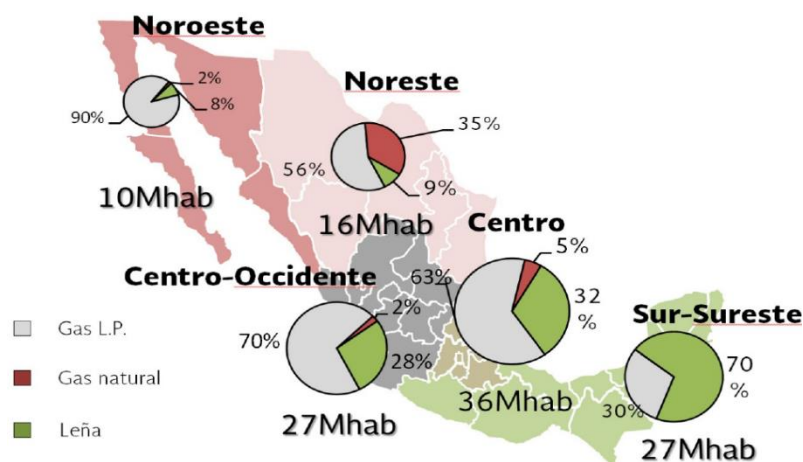 Noroeste
2%
8%
90%
10Mhab
Noreste
35%
56%
9%
16Mhab
Centro
5%
63%
32
%
36Mhab
Centro-Occidente
2%
70%
28%
27Mhab
Sur-Sureste
70
%
30%
27Mhab
Gas L.P.
Gas natural
Leña